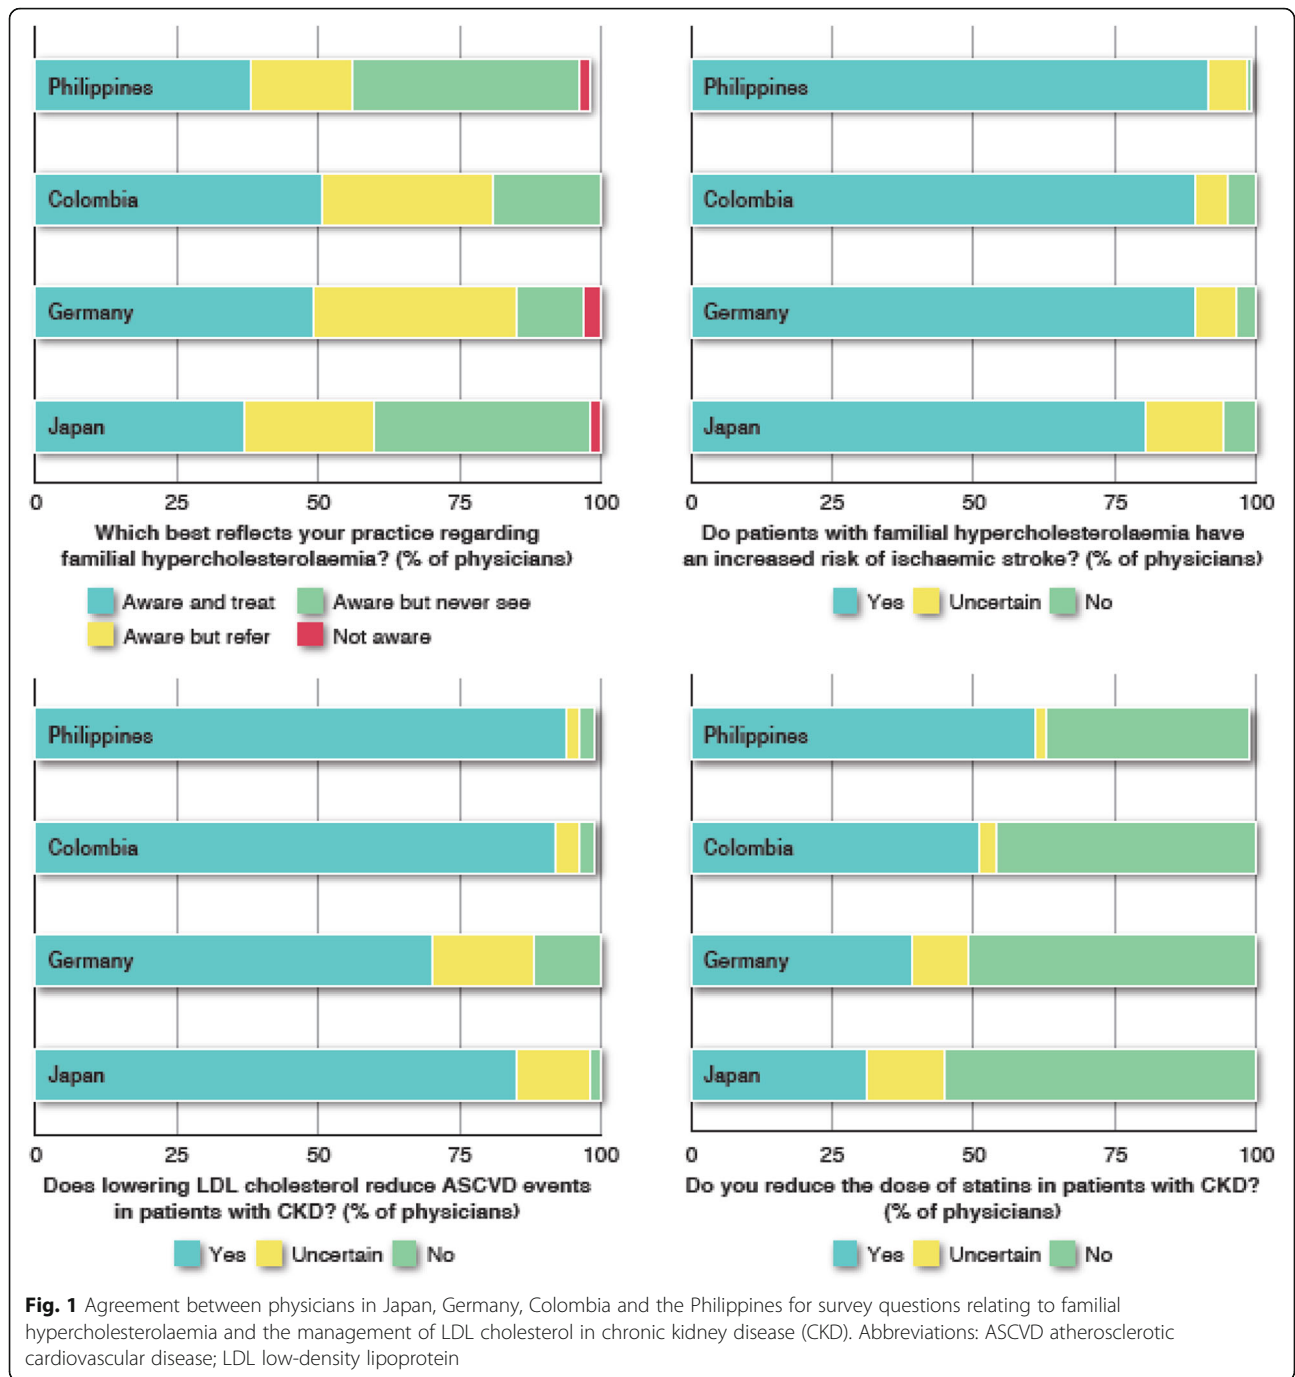 Philippines
Colombia
Germany
Japan
0 25 50 75 100
Which best reflects your practice regarding
familial hypercholesterolaemia? (% of physicians)
Aware and treat
Aware but never see
Aware but refer
Not aware
Philippines
Colombia
Germany
Japan
0 25 50 75 100
Do patients with familial hypercholesterolaemia have
an increased risk of ischaemic stroke? (% of physicians)
Yes Uncertain No
Philippines
Colombia
Germany
Japan
0 25 50 75 100
Does lowering LDL cholesterol reduce ASCVD events
in patients with CKD? (% of physicians)
Yes Uncertain No
Philippines
Colombia
Germany
Japan
0 25 50 75 100
Do you reduce the dose of statins in patients with CKD?
(% of physicians)
Yes Uncertain No
Fig. 1 Agreement between physicians in Japan, Germany, Colombia and the Philippines for survey questions relating to familial
hypercholesterolaemia and the management of LDL cholesterol in chronic kidney disease (CKD). Abbreviations: ASCVD atherosclerotic
cardiovascular disease; LDL low-density lipoprotein